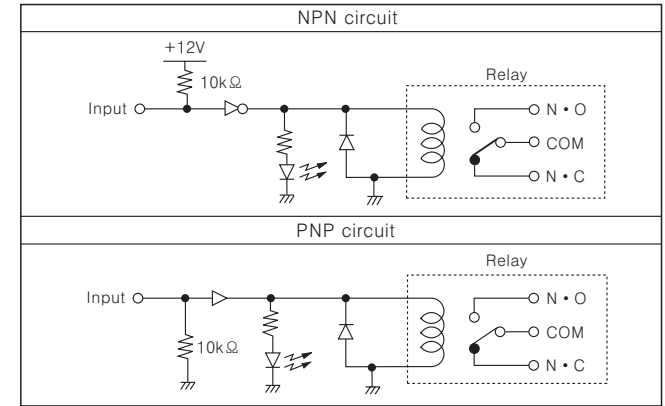 NPN circuit
+12V
10kΩ
Relay
Input
N • O
COM
N • C
PNP circuit
Relay
Input
N • O
10kΩ
COM
N • C